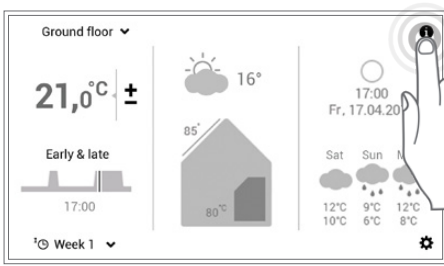 Ground floor
21,0°C ±
Early & late
17:00
Week 1
16°
85°
80°C
17:00
Fr, 17.04.20
Sat Sun
12°C 9°C 12°C
10°C 6°C 8°C